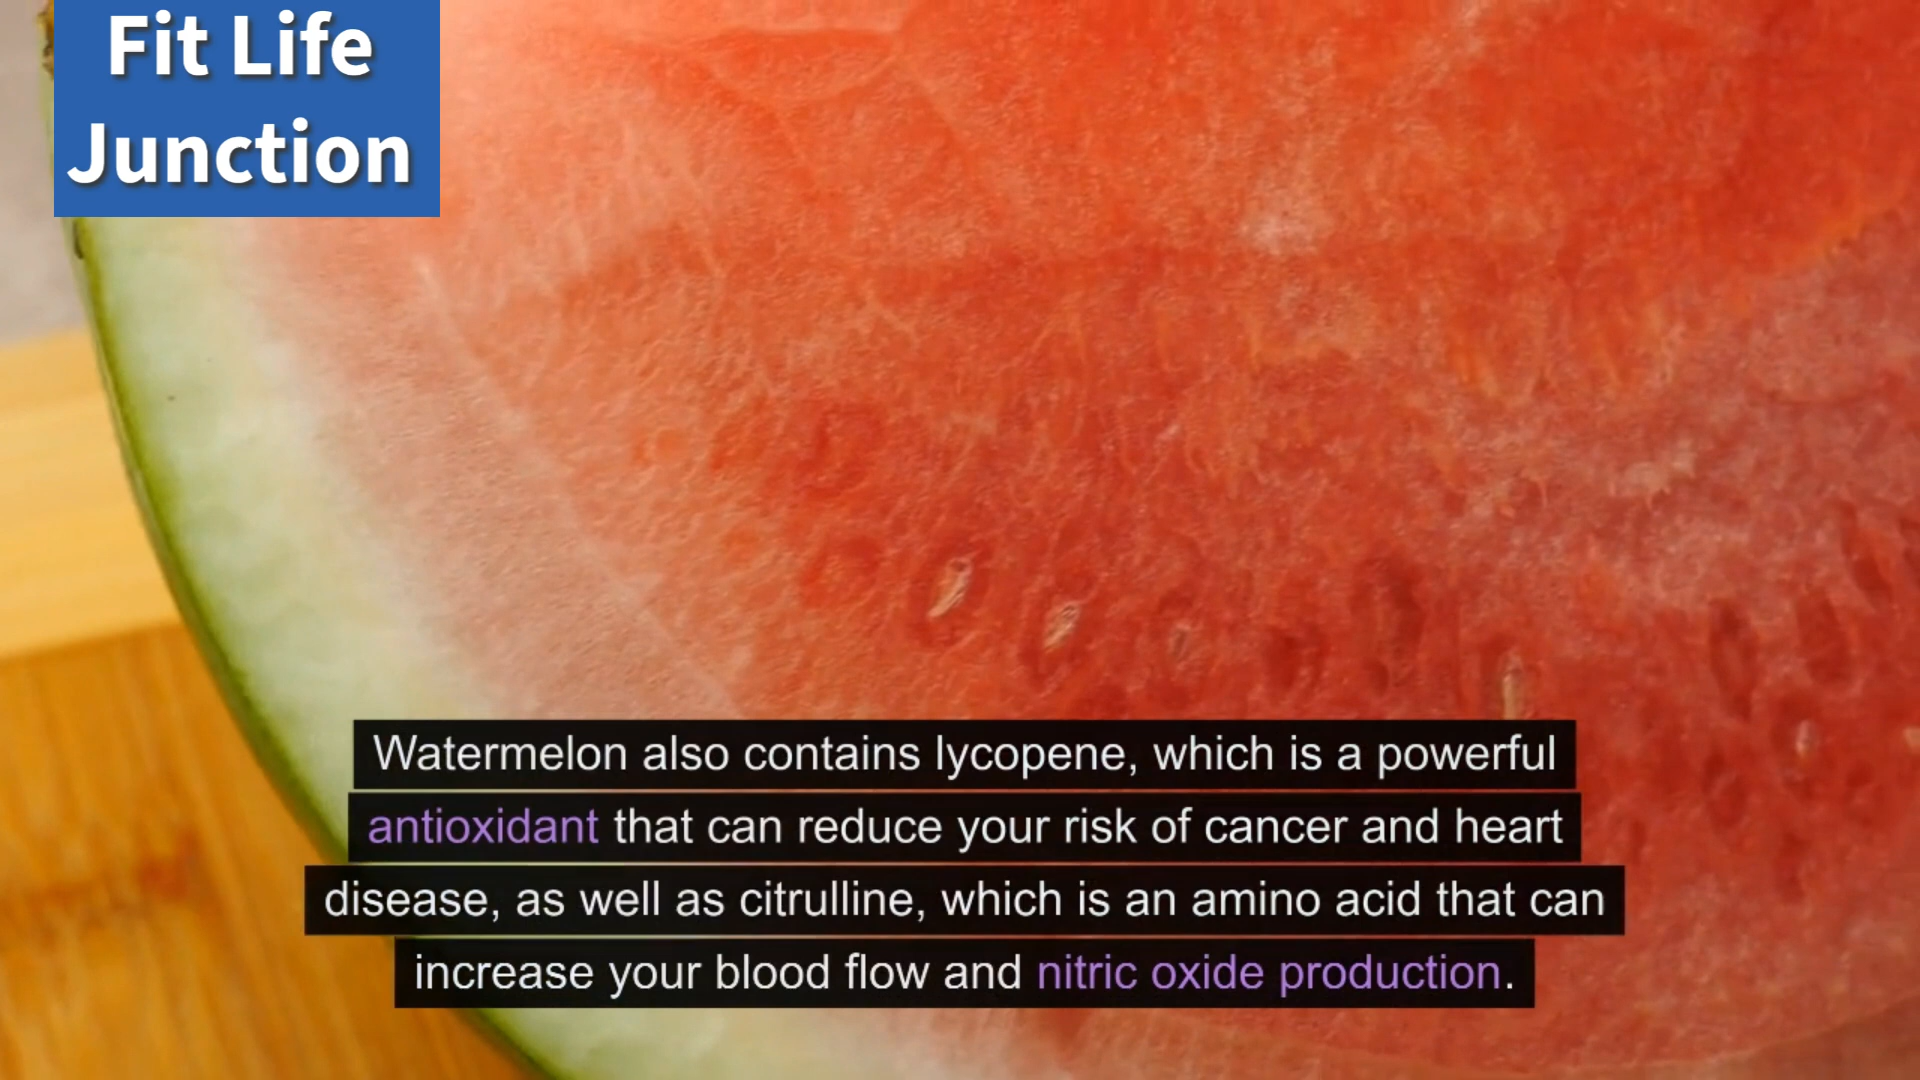 Fit Life
Junction
Watermelon also contains lycopene, which is a powerful
antioxidant that can reduce your risk of cancer and heart
disease, as well as citrulline, which is an amino acid that can
increase your blood flow and nitric oxide production.